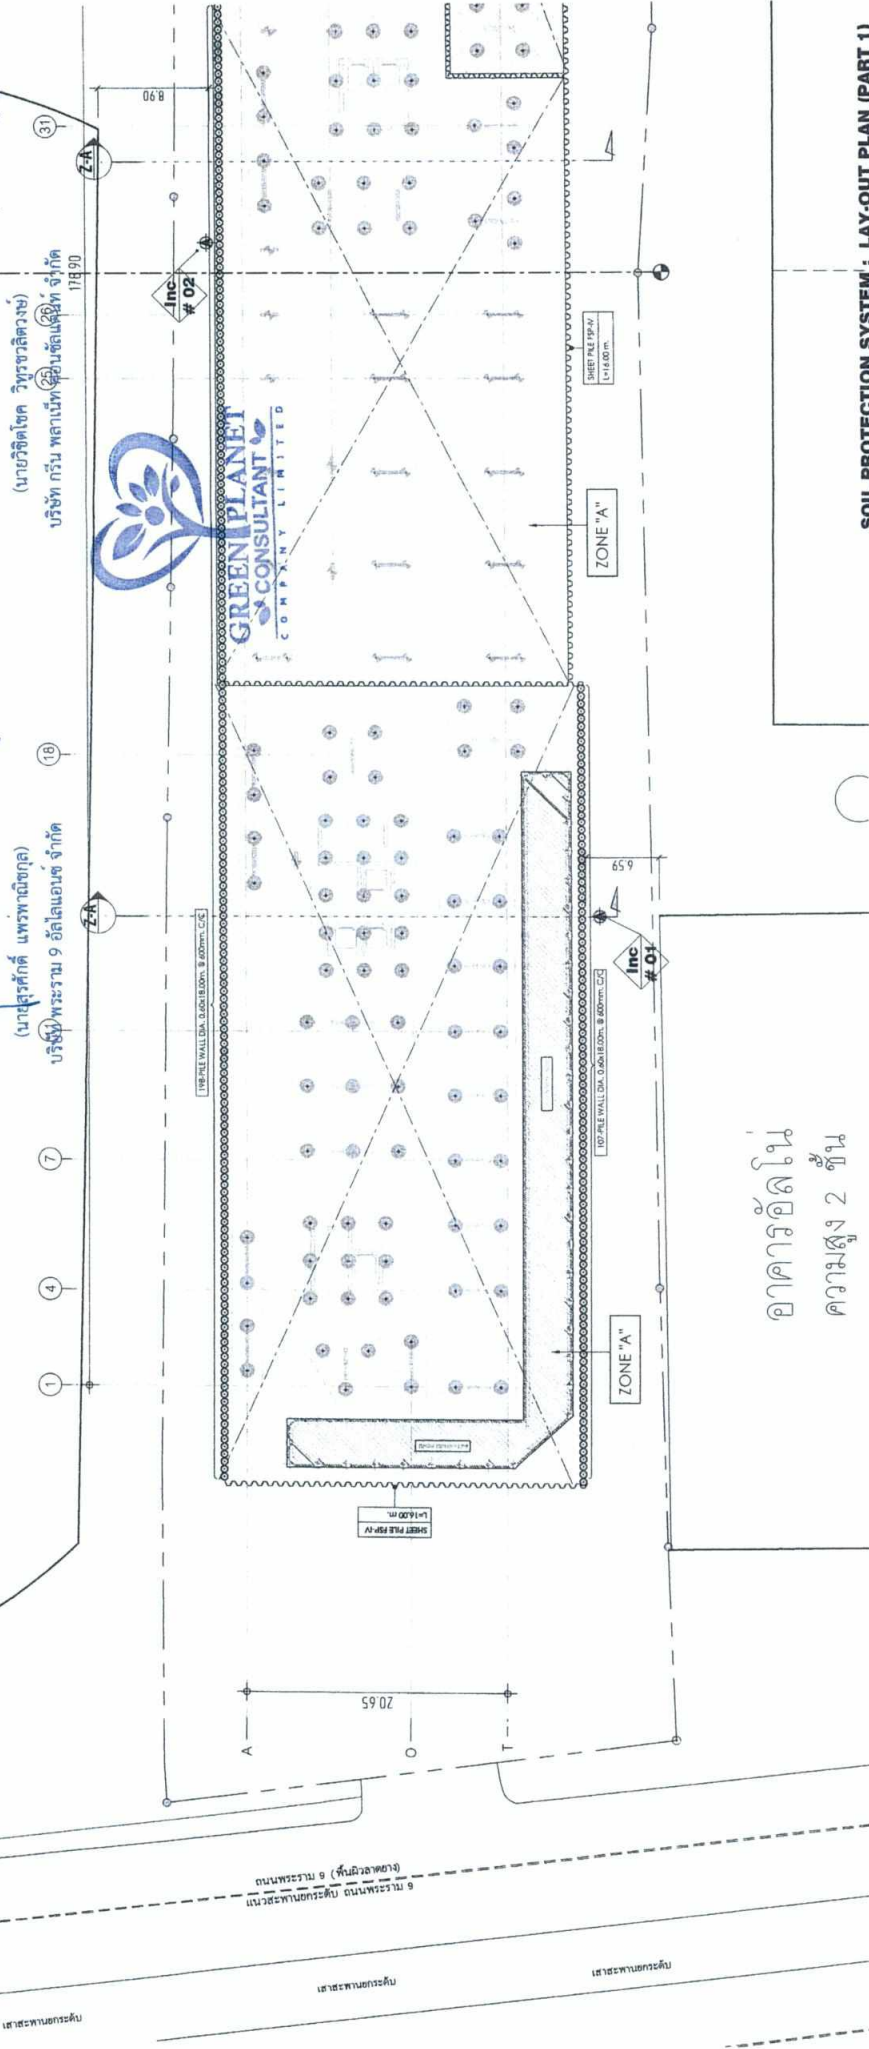 (นายสุรศักดิ์ แพร่พาณิชกุล)
บริษัท พระราม 9 อัลไลแอนซ์ จำกัด
(นายวิชิตโชค วิทูรชวลิตวงษ์)
บริษัท กรีน พลาเน็ท คอนซัลแต้นท์ จำกัด
1
4
7
18
25
26
31
178.90
8.90
Z-A
Z-A
Inc
# 02
GREEN PLANET
CONSULTANT
COMPANY LIMITED
198-PILE WALL DIA. 0.60x18.00m. @ 600mm. C/C
SHEET PILE FSP-IV
L=16.00 m.
SHEET PILE FSP-IV
L=16.00 m.
ZONE "A"
ZONE "A"
107-PILE WALL DIA. 0.60x18.00m. @ 600mm. C/C
Inc
# 01
6.59
20.65
A
O
T
อาคารอัลโน่
ความสูง 2 ชั้น
ถนนพระราม 9 (พื้นผิวลาดยาง)
แนวสะพานยกระดับ ถนนพระราม 9
เสาสะพานยกระดับ
เสาสะพานยกระดับ
เสาสะพานยกระดับ
SOIL PROTECTION SYSTEM : LAY-OUT PLAN (PART 1)